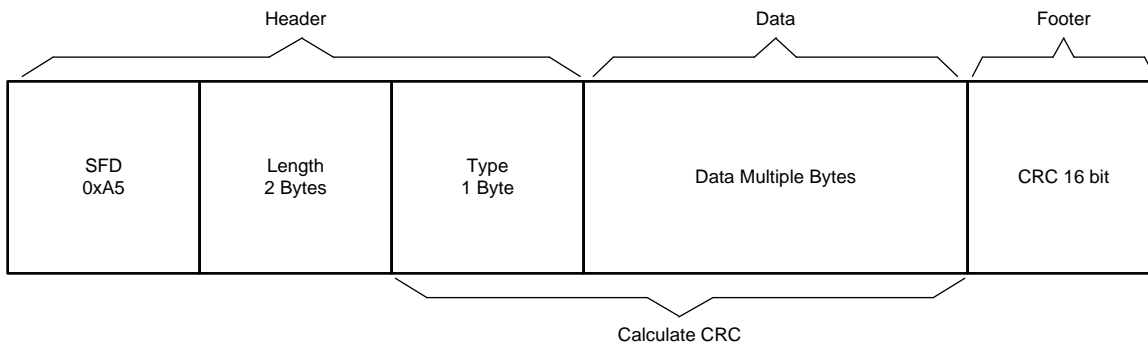 Header
Data
Footer
SFD
0xA5
Length
2 Bytes
Type
1 Byte
Data Multiple Bytes
CRC 16 bit
Calculate CRC